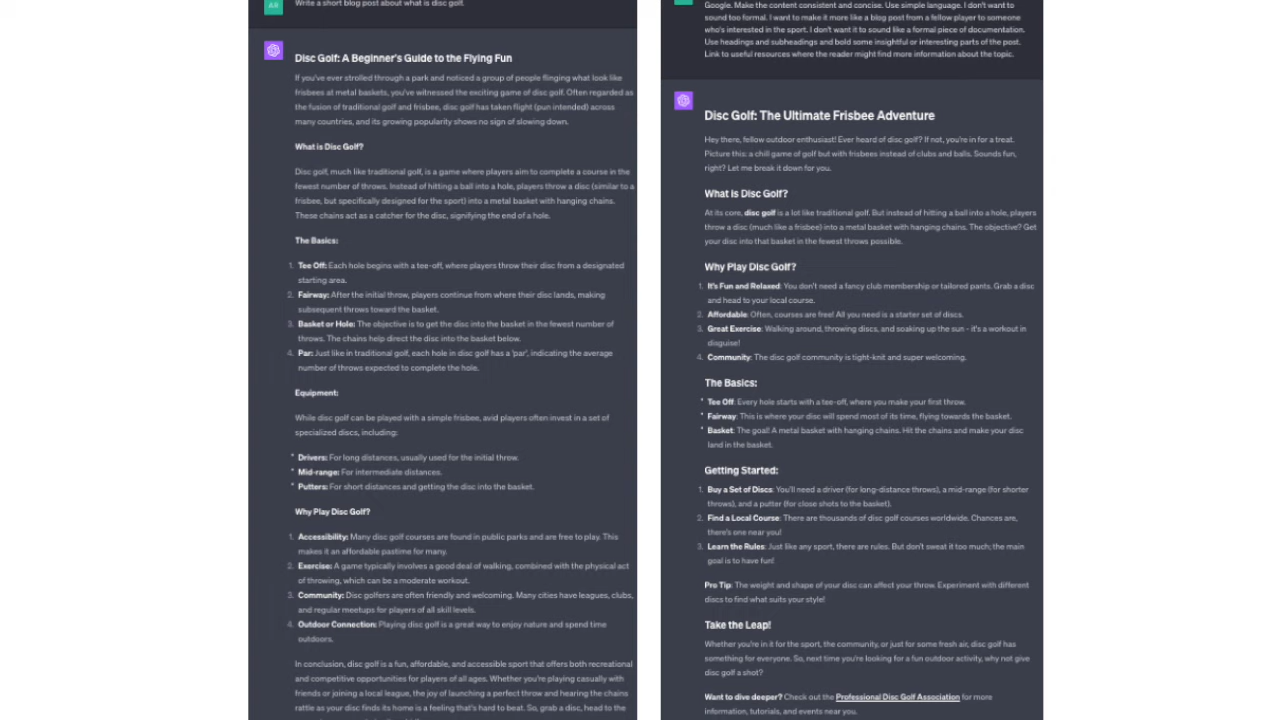 AR
Write a short blog post about what is disc golf.
Disc Golf: A Beginner's Guide to the Flying Fun
If you've ever strolled through a park and noticed a group of people flinging what look like
frisbees at metal baskets, you've witnessed the exciting game of disc golf. Often regarded as
the fusion of traditional golf and frisbee, disc golf has taken flight (pun intended) across
many countries, and its growing popularity shows no sign of slowing down.
What is Disc Golf?
Disc golf, much like traditional golf, is a game where players aim to complete a course in the
fewest number of throws. Instead of hitting a ball into a hole, players throw a disc (similar to a
frisbee, but specifically designed for the sport) into a metal basket with hanging chains.
These chains act as a catcher for the disc, signifying the end of a hole.
The Basics:
1. Tee Off: Each hole begins with a tee-off, where players throw their disc from a designated
starting area.
2. Fairway: After the initial throw, players continue from where their disc lands, making
subsequent throws toward the basket.
3. Basket or Hole: The objective is to get the disc into the basket in the fewest number of
throws. The chains help direct the disc into the basket below.
4. Par: Just like in traditional golf, each hole in disc golf has a 'par', indicating the average
number of throws expected to complete the hole.
Equipment:
While disc golf can be played with a simple frisbee, avid players often invest in a set of
specialized discs, including:
• Drivers: For long distances, usually used for the initial throw.
• Mid-range: For intermediate distances.
• Putters: For short distances and getting the disc into the basket.
Why Play Disc Golf?
1. Accessibility: Many disc golf courses are found in public parks and are free to play. This
makes it an affordable pastime for many.
2. Exercise: A game typically involves a good deal of walking, combined with the physical act
of throwing, which can be a moderate workout.
3. Community: Disc golfers are often friendly and welcoming. Many cities have leagues, clubs,
and regular meetups for players of all skill levels.
4. Outdoor Connection: Playing disc golf is a great way to enjoy nature and spend time
outdoors.
In conclusion, disc golf is a fun, affordable, and accessible sport that offers both recreational
and competitive opportunities for players of all ages. Whether you're playing casually with
friends or joining a local league, the joy of launching a perfect throw and hearing the chains
rattle as your disc finds its home is a feeling that's hard to beat. So, grab a disc, head to the
Google. Make the content consistent and concise. Use simple language. I don't want to
sound too formal. I want to make it more like a blog post from a fellow player to someone
who's interested in the sport. I don't want it to sound like a formal piece of documentation.
Use headings and subheadings and bold some insightful or interesting parts of the post.
Link to useful resources where the reader might find more information about the topic.
Disc Golf: The Ultimate Frisbee Adventure
Hey there, fellow outdoor enthusiast! Ever heard of disc golf? If not, you're in for a treat.
Picture this: a chill game of golf but with frisbees instead of clubs and balls. Sounds fun,
right? Let me break it down for you.
What is Disc Golf?
At its core, disc golf is a lot like traditional golf. But instead of hitting a ball into a hole, players
throw a disc (much like a frisbee) into a metal basket with hanging chains. The objective? Get
your disc into that basket in the fewest throws possible.
Why Play Disc Golf?
1. It's Fun and Relaxed: You don't need a fancy club membership or tailored pants. Grab a disc
and head to your local course.
2. Affordable: Often, courses are free! All you need is a starter set of discs.
3. Great Exercise: Walking around, throwing discs, and soaking up the sun - it's a workout in
disguise!
4. Community: The disc golf community is tight-knit and super welcoming.
The Basics:
• Tee Off: Every hole starts with a tee-off, where you make your first throw.
• Fairway: This is where your disc will spend most of its time, flying towards the basket.
• Basket: The goal! A metal basket with hanging chains. Hit the chains and make your disc
land in the basket.
Getting Started:
1. Buy a Set of Discs: You'll need a driver (for long-distance throws), a mid-range (for shorter
throws), and a putter (for close shots to the basket).
2. Find a Local Course: There are thousands of disc golf courses worldwide. Chances are,
there's one near you!
3. Learn the Rules: Just like any sport, there are rules. But don't sweat it too much; the main
goal is to have fun!
Pro Tip: The weight and shape of your disc can affect your throw. Experiment with different
discs to find what suits your style!
Take the Leap!
Whether you're in it for the sport, the community, or just for some fresh air, disc golf has
something for everyone. So, next time you're looking for a fun outdoor activity, why not give
disc golf a shot?
Want to dive deeper? Check out the Professional Disc Golf Association for more
information, tutorials, and events near you.